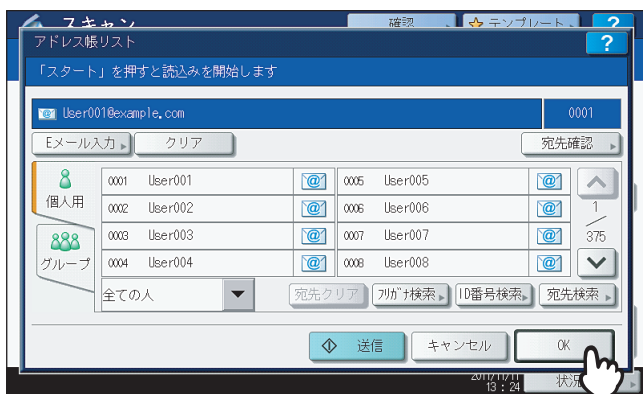 スキャン
確認
テンプレート
?
アドレス帳リスト
?
「スタート」を押すと読込みを開始します
User001@example.com
0001
Eメール入力
クリア
宛先確認
個人用
グループ
0001 User001
0005 User005
0002 User002
0006 User006
0003 User003
0007 User007
0004 User004
0008 User008
1
375
全ての人
宛先クリア
フリガナ検索
ID番号検索
宛先検索
送信
キャンセル
OK
2011/11/11
13:24
状況